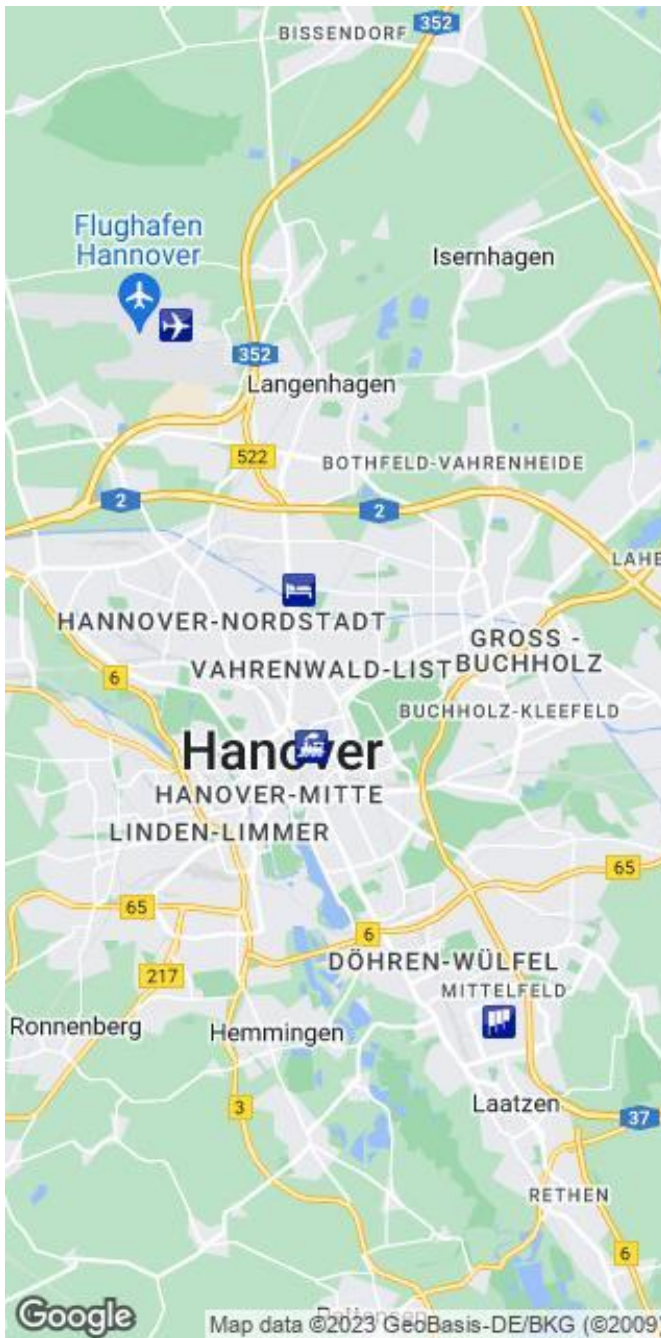 BISSENDORF
352
Flughafen
Hannover
Isernhagen
352
Langenhagen
522
BOTHFELD-VAHRENHEIDE
2
2
LAHE
HANNOVER-NORDSTADT
GROSS -
BUCHHOLZ
VAHRENWALD-LIST
6
BUCHHOLZ-KLEEFELD
Hanover
HANOVER-MITTE
LINDEN-LIMMER
65
65
6
DÖHREN-WÜLFEL
217
MITTELFELD
Ronnenberg
Hemmingen
3
Laatzen
37
RETHEN
6
Google
Map data ©2023 GeoBasis-DE/BKG (©2009